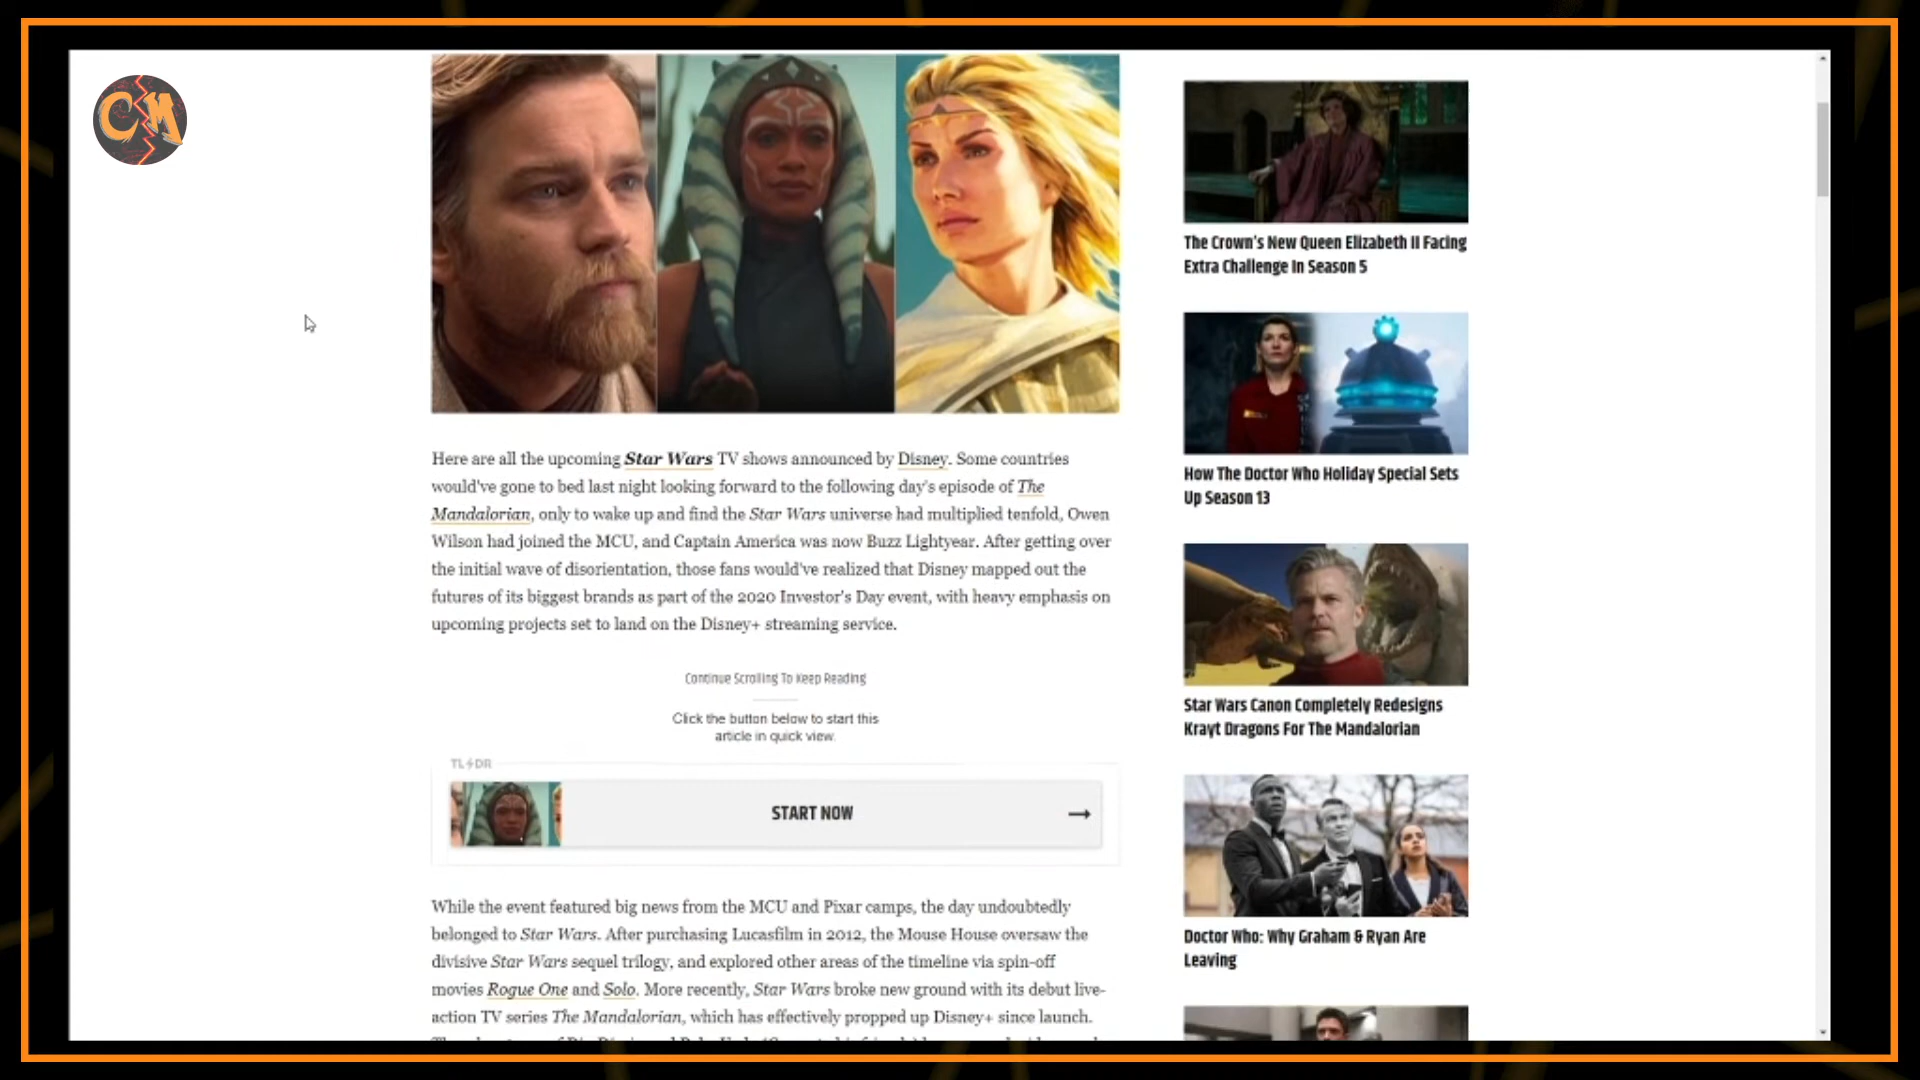 CM
Here are all the upcoming Star Wars TV shows announced by Disney. Some countries
would've gone to bed last night looking forward to the following day's episode of The
Mandalorian, only to wake up and find the Star Wars universe had multiplied tenfold, Owen
Wilson had joined the MCU, and Captain America was now Buzz Lightyear. After getting over
the initial wave of disorientation, those fans would've realized that Disney mapped out the
futures of its biggest brands as part of the 2020 Investor's Day event, with heavy emphasis on
upcoming projects set to land on the Disney+ streaming service.
Continue Scrolling To Keep Reading
Click the button below to start this
article in quick view.
TL DR
START NOW
While the event featured big news from the MCU and Pixar camps, the day undoubtedly
belonged to Star Wars. After purchasing Lucasfilm in 2012, the Mouse House oversaw the
divisive Star Wars sequel trilogy, and explored other areas of the timeline via spin-off
movies Rogue One and Solo. More recently, Star Wars broke new ground with its debut live-
action TV series The Mandalorian, which has effectively propped up Disney+ since launch.
The Crown's New Queen Elizabeth II Facing
Extra Challenge In Season 5
How The Doctor Who Holiday Special Sets
Up Season 13
Star Wars Canon Completely Redesigns
Krayt Dragons For The Mandalorian
Doctor Who: Why Graham & Ryan Are
Leaving